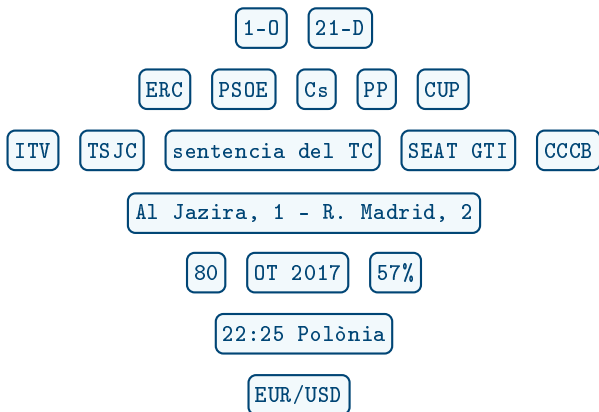 1-O 21-D
ERC PSOE Cs PP CUP
ITV TSJC sentencia del TC SEAT GTI CCCB
Al Jazira, 1 - R. Madrid, 2
80 OT 2017 57%
22:25 Polònia
EUR/USD